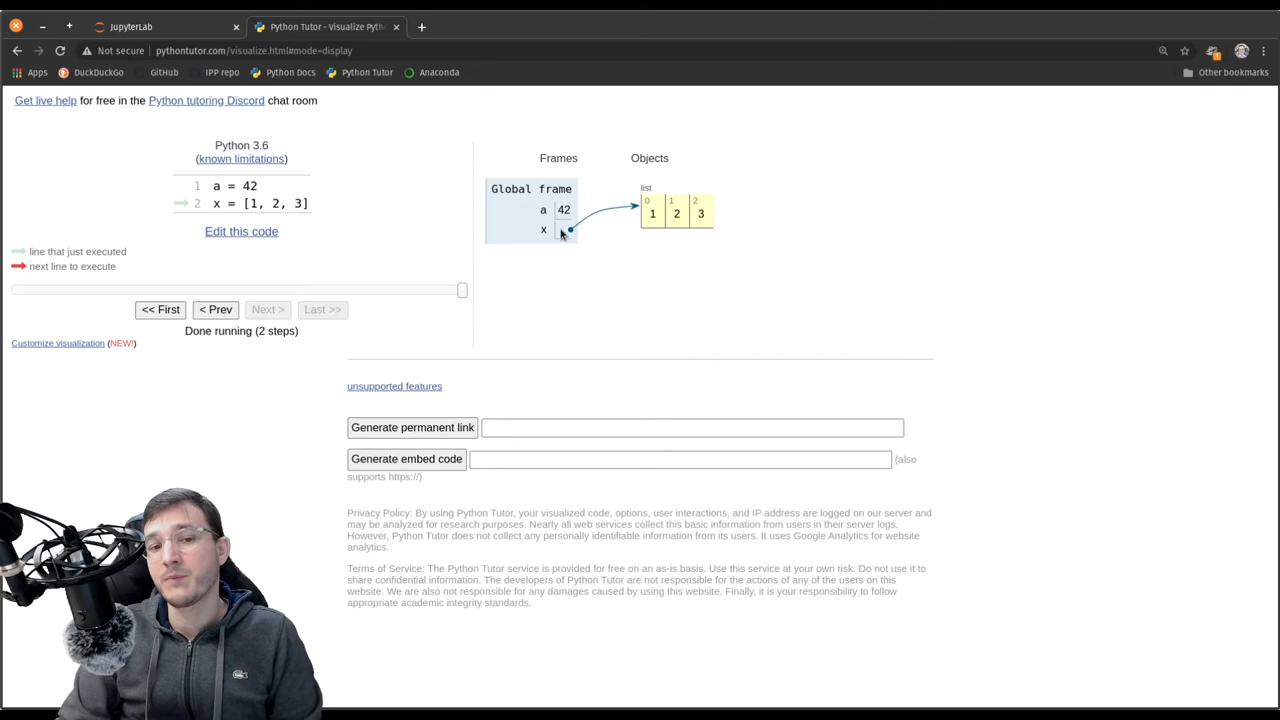 JupyterLab
Python Tutor - Visualize Pyth
Not secure
pythontutor.com/visualize.html#mode=display
Apps
DuckDuckGo
GitHub
IPP repo
Python Docs
Python Tutor
Anaconda
Other bookmarks
Get live help for free in the Python tutoring Discord chat room
Python 3.6
(known limitations)
1 a = 42
2 x = [1, 2, 3]
Edit this code
line that just executed
next line to execute
<< First
< Prev
Next >
Last >>
Done running (2 steps)
Customize visualization (NEW!)
Frames
Objects
Global frame
a 42
x
list
0 1 2
1 2 3
unsupported features
Generate permanent link
Generate embed code
(also
supports https://)
Privacy Policy: By using Python Tutor, your visualized code, options, user interactions, and IP address are logged on our server and
may be analyzed for research purposes. Nearly all web services collect this basic information from users in their server logs.
However, Python Tutor does not collect any personally identifiable information from its users. It uses Google Analytics for website
analytics.
Terms of Service: The Python Tutor service is provided for free on an as-is basis. Use this service at your own risk. Do not use it to
share confidential information. The developers of Python Tutor are not responsible for the actions of any of the users on this
website. We are also not responsible for any damages caused by using this website. Finally, it is your responsibility to follow
appropriate academic integrity standards.